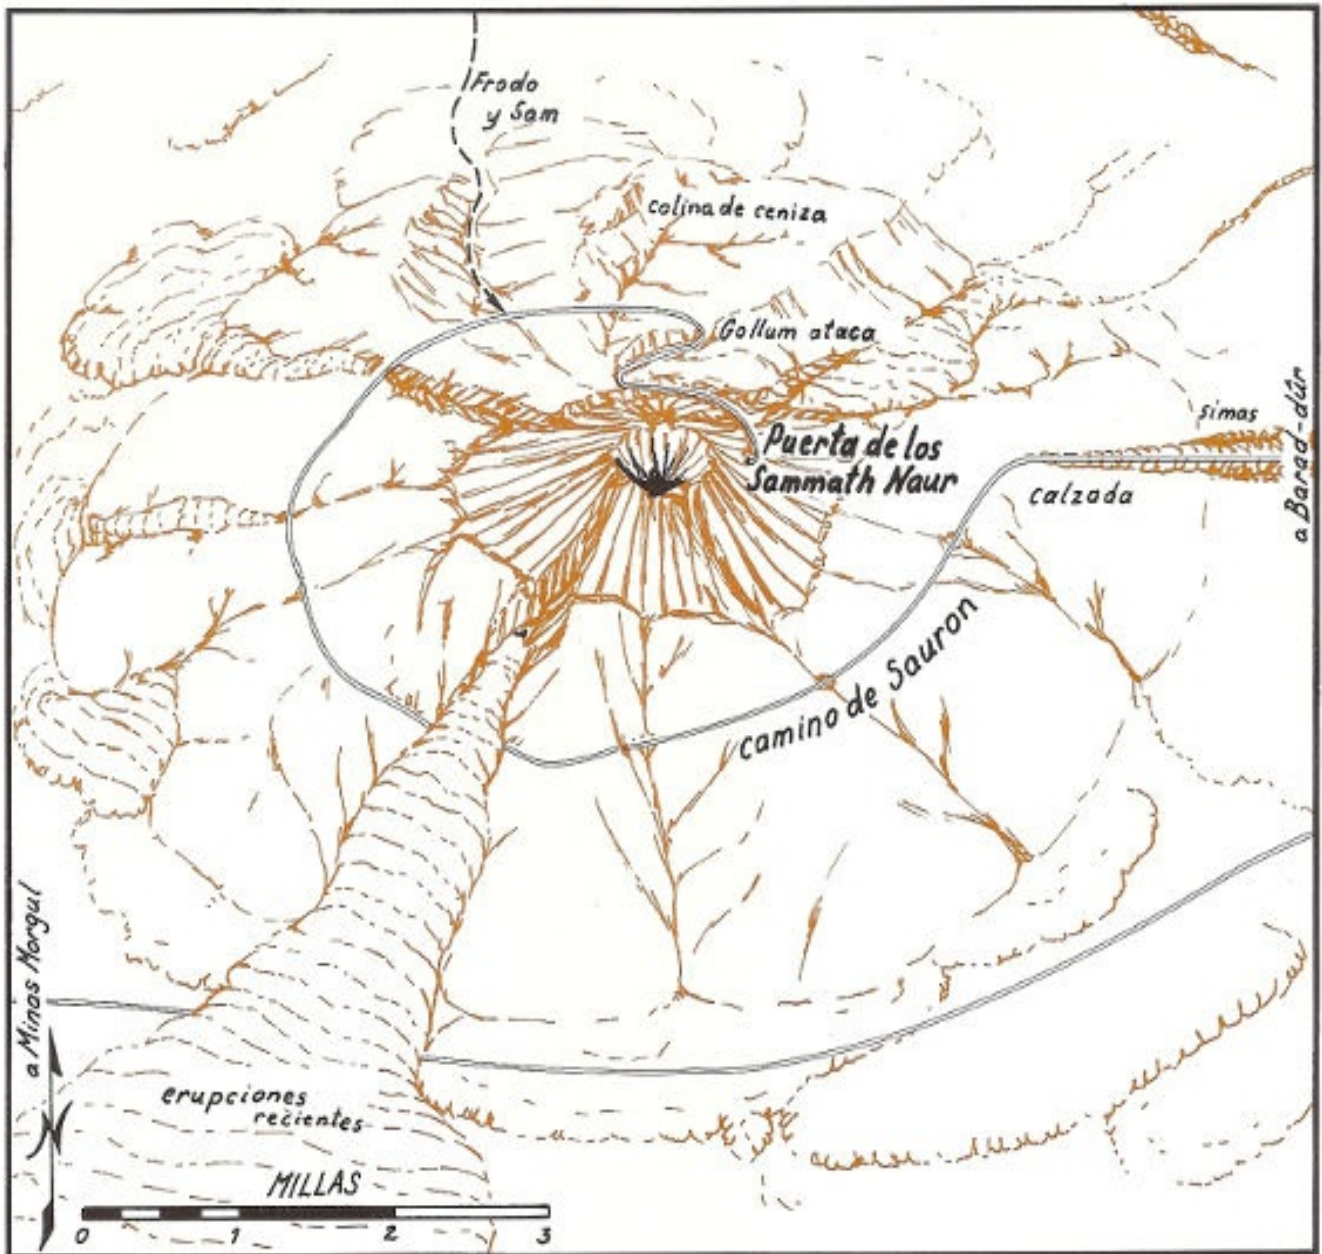 Frodo
y Sam
colina de ceniza
Gollum ataca
simas
Puerta de los
Sammath Naur
calzada
a Barad-dûr
camino de Sauron
a Minas Morgul
erupciones
recientes
N
MILLAS
0 1 2 3